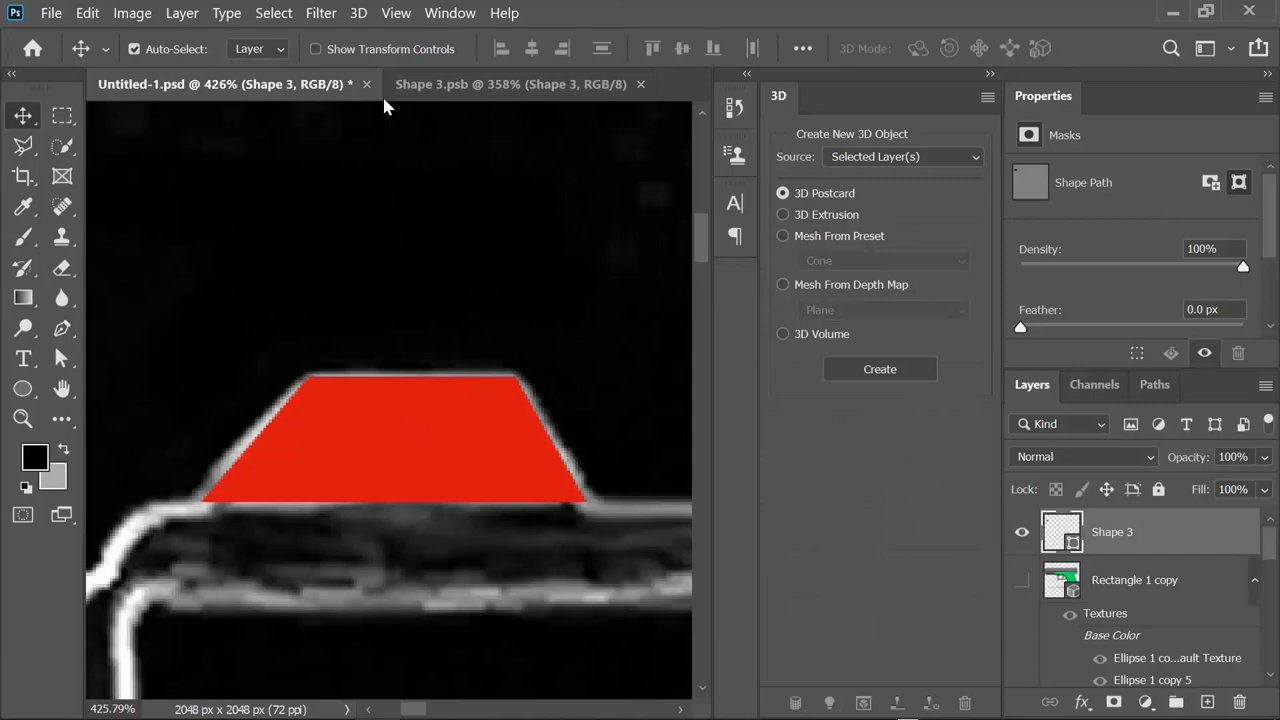 Ps File Edit Image Layer Type Select Filter 3D View Window Help
Auto-Select: Layer Show Transform Controls 3D Mode:
Untitled-1.psd @ 426% (Shape 3, RGB/8) * Shape 3.psb @ 358% (Shape 3, RGB/8)
3D
Create New 3D Object
Source: Selected Layer(s)
3D Postcard
3D Extrusion
Mesh From Preset
Cone
Mesh From Depth Map
Plane
3D Volume
Create
Properties
Masks
Shape Path
Density: 100%
Feather: 0.0 px
Layers Channels Paths
Kind
Normal Opacity: 100%
Lock: Fill: 100%
Shape 3
Rectangle 1 copy
Textures
Base Color
Ellipse 1 co...ault Texture
Ellipse 1 copy 5
425.79% 2048 px x 2048 px (72 ppi)